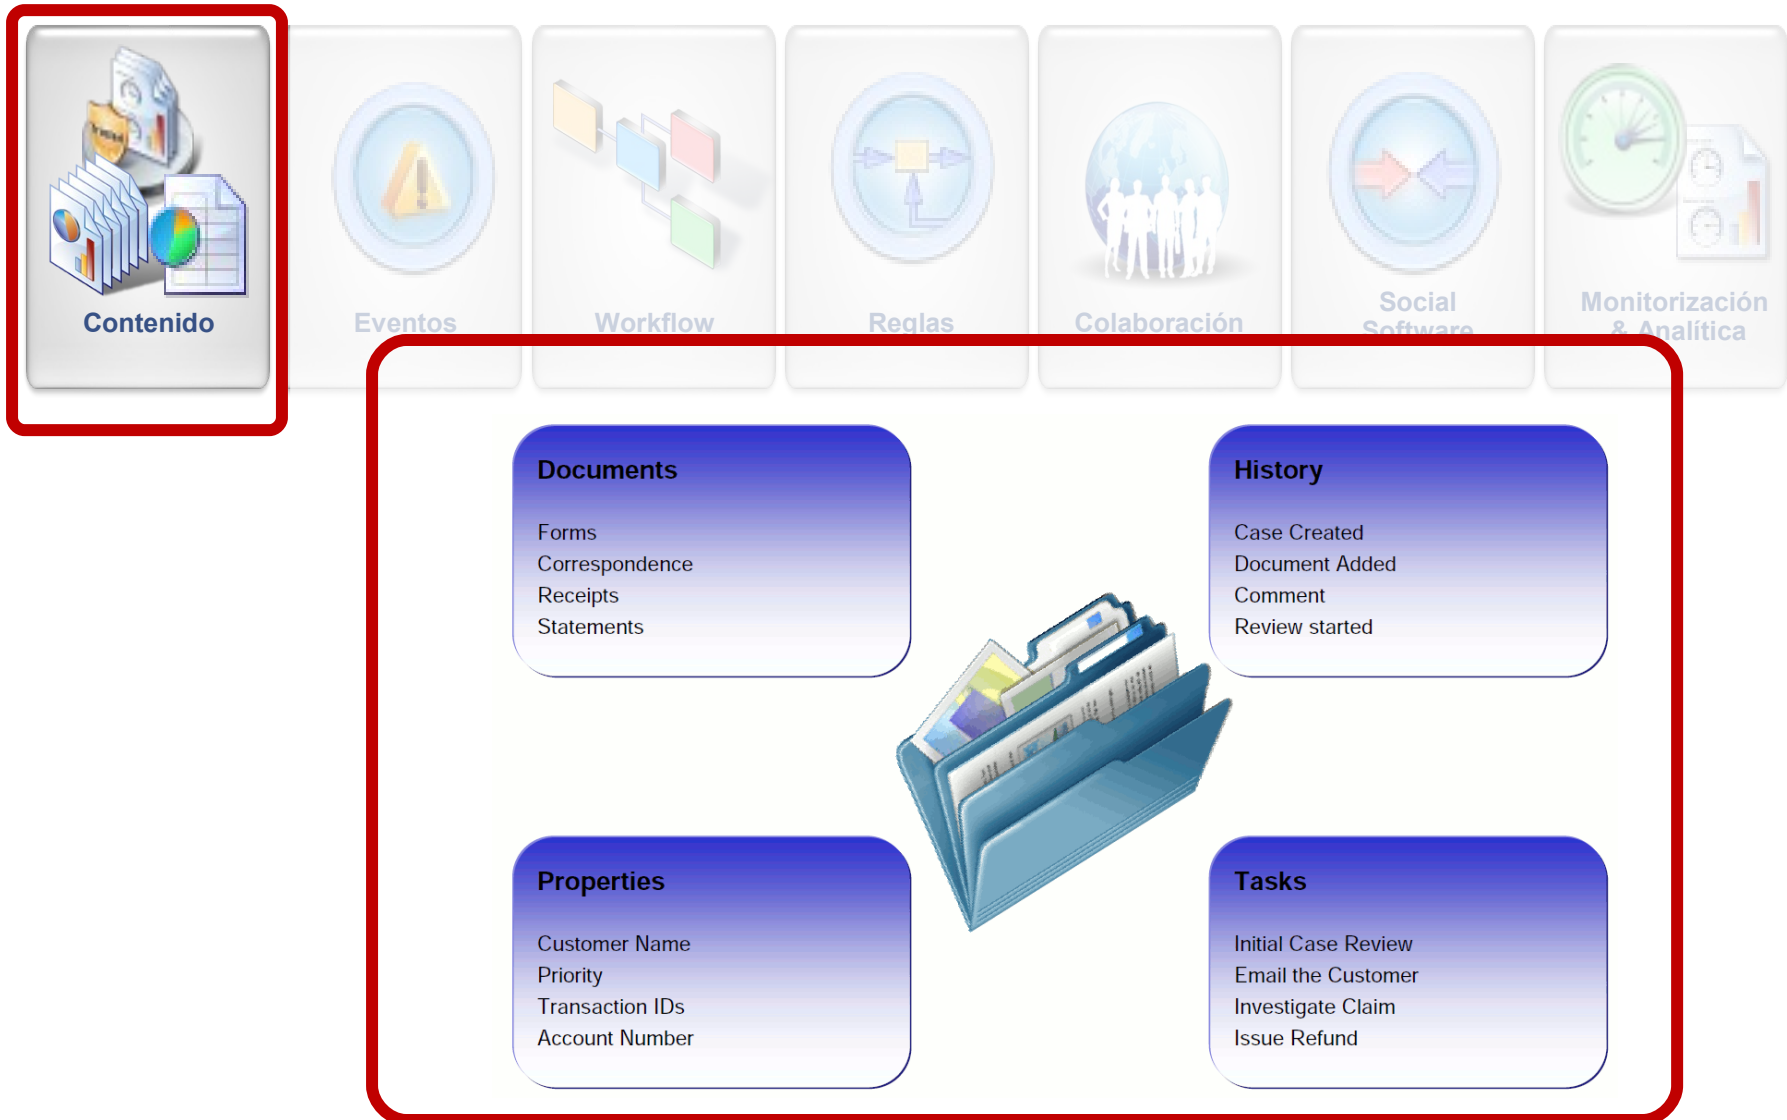 Contenido
Eventos
Workflow
Reglas
Colaboración
Social
Software
Monitorización
& Analítica
Documents
Forms
Correspondence
Receipts
Statements
History
Case Created
Document Added
Comment
Review started
Properties
Customer Name
Priority
Transaction IDs
Account Number
Tasks
Initial Case Review
Email the Customer
Investigate Claim
Issue Refund